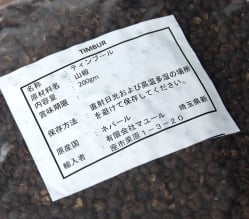 TIMBUR
名称 : ティンブール
原材料名 : 山椒
内容量 : 200gm
賞味期限 :
保存方法 : 直射日光および高温多湿の場所
を避けて保存してください。
原産国 : ネパール
輸入者 : 有限会社マユール 埼玉県新
座市栗原1-3-20